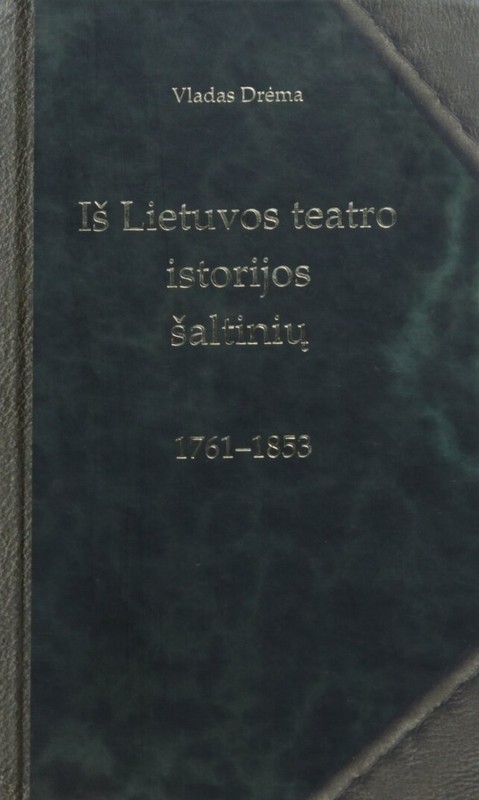 Vladas Drėma
Iš Lietuvos teatro
istorijos
šaltinių
1761–1853